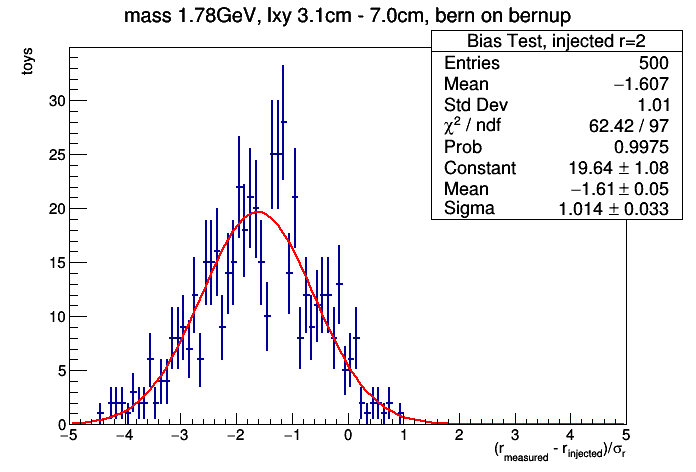 mass 1.78GeV, lxy 3.1cm - 7.0cm, bern on bernup
Bias Test, injected r=2
Entries 500
Mean −1.607
Std Dev 1.01
χ² / ndf 62.42 / 97
Prob 0.9975
Constant 19.64 ± 1.08
Mean −1.61 ± 0.05
Sigma 1.014 ± 0.033
toys
30
25
20
15
10
5
0
−5 −4 −3 −2 −1 0 1 2 3 4 5
(r_measured - r_injected)/σ_r